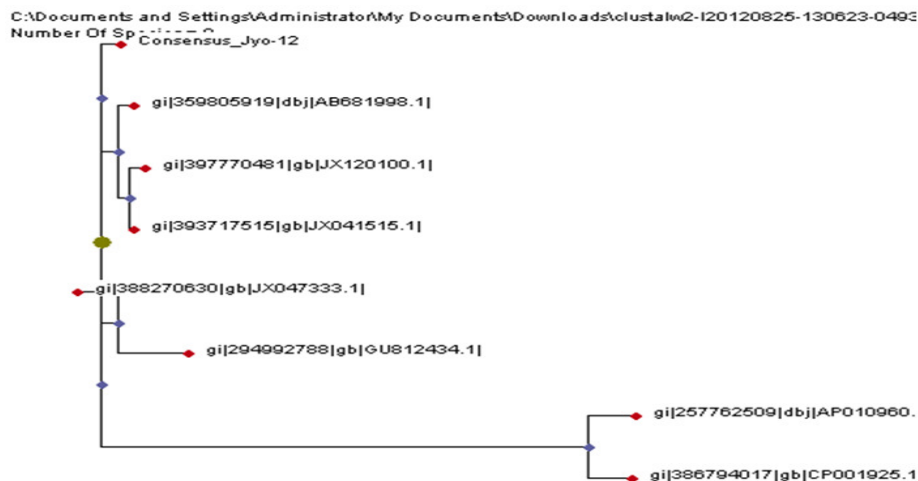 C:\Documents and Settings\Administrator\My Documents\Downloads\clustalw2-I20120825-130623-0493
Number Of
Consensus_Jyo-12
gi|359805919|dbj|AB681998.1|
gi|397770481|gb|JX120100.1|
gi|393717515|gb|JX041515.1|
gi|388270630|gb|JX047333.1|
gi|294992788|gb|GU812434.1|
gi|257762509|dbj|AP010960.
gi|386794017|gb|CP001925.1